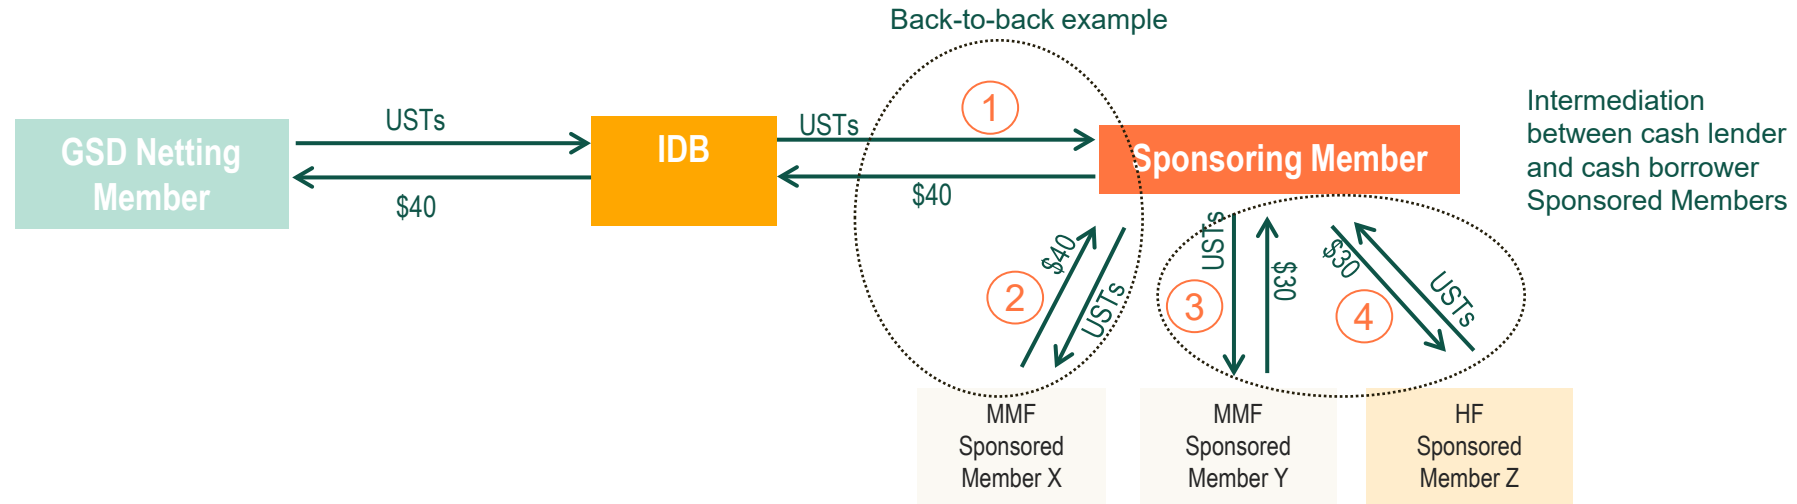 Back-to-back example
GSD Netting
Member
USTs
$40
IDB
USTs
$40
1
Sponsoring Member
Intermediation
between cash lender
and cash borrower
Sponsored Members
2
$40
USTs
3
USTs
$30
4
$30
USTs
MMF
Sponsored
Member X
MMF
Sponsored
Member Y
HF
Sponsored
Member Z